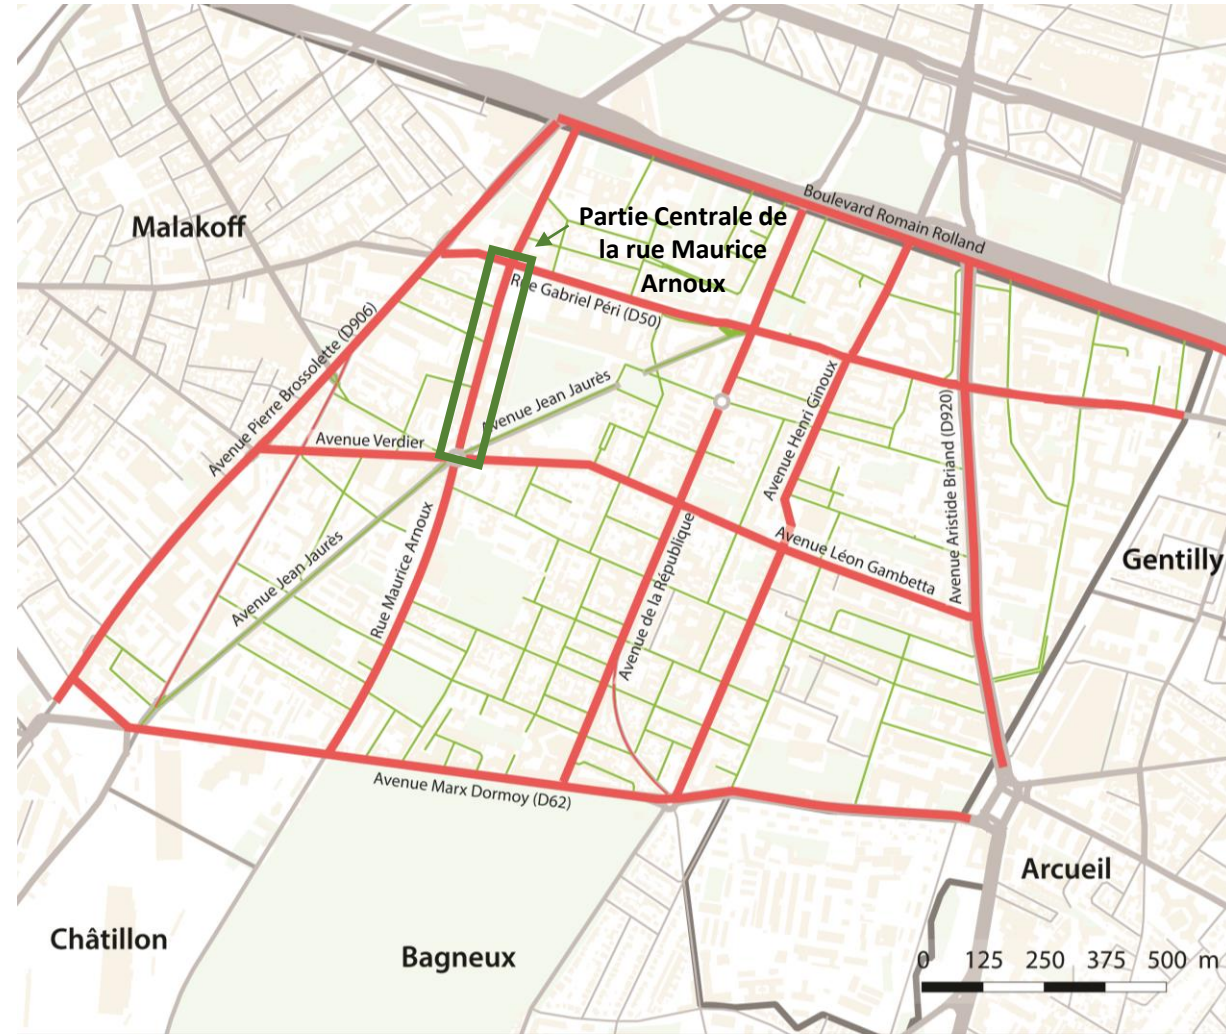 Malakoff
Partie Centrale de
la rue Maurice
Arnoux
Boulevard Romain Rolland
Rue Gabriel Péri (D50)
Avenue Pierre Brossolette (D906)
Avenue Jean Jaurès
Avenue Verdier
Avenue Henri Ginoux
Avenue Aristide Briand (D920)
Avenue Jean Jaurès
Rue Maurice Arnoux
Avenue de la République
Avenue Léon Gambetta
Gentilly
Avenue Marx Dormoy (D62)
Arcueil
Châtillon
Bagneux
0 125 250 375 500 m